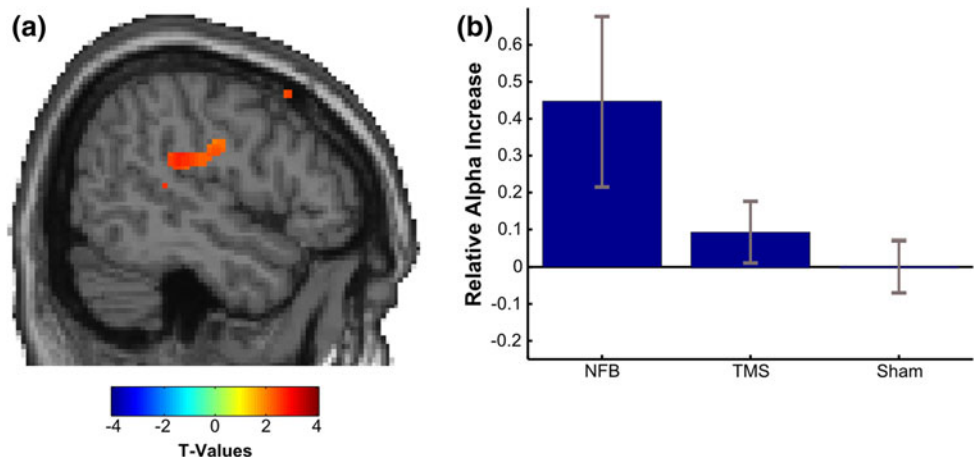 (a)
-4 -2 0 2 4
T-Values
(b)
Relative Alpha Increase
0.6
0.5
0.4
0.3
0.2
0.1
0
-0.1
-0.2
NFB TMS Sham